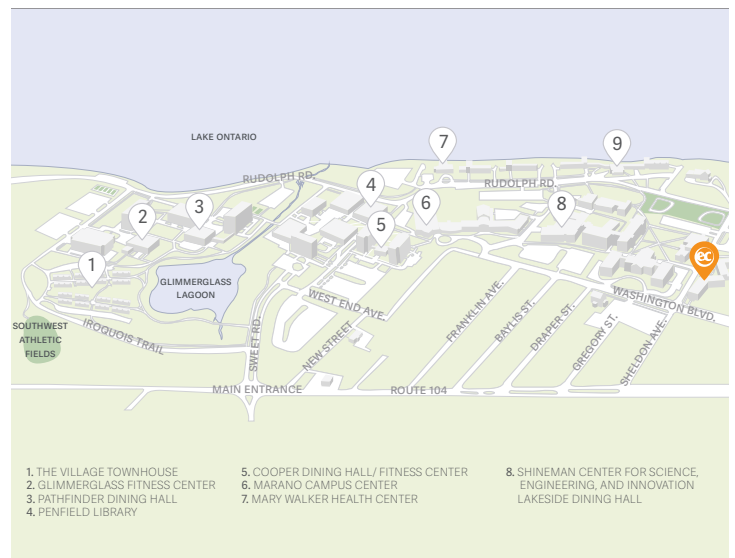 LAKE ONTARIO
7
9
RUDOLPH RD.
RUDOLPH RD.
4
6
8
2
3
5
1
GLIMMERGLASS
LAGOON
ec
WEST END AVE.
FRANKLIN AVE.
BAYLIS ST.
DRAPER ST.
GREGORY ST.
SHELDON AVE.
WASHINGTON BLVD.
SOUTHWEST
ATHLETIC
FIELDS
IROQUOIS TRAIL
SWEET RD.
NEW STREET
MAIN ENTRANCE
ROUTE 104
1. THE VILLAGE TOWNHOUSE
2. GLIMMERGLASS FITNESS CENTER
3. PATHFINDER DINING HALL
4. PENFIELD LIBRARY
5. COOPER DINING HALL/ FITNESS CENTER
6. MARANO CAMPUS CENTER
7. MARY WALKER HEALTH CENTER
8. SHINEMAN CENTER FOR SCIENCE,
ENGINEERING, AND INNOVATION
LAKESIDE DINING HALL